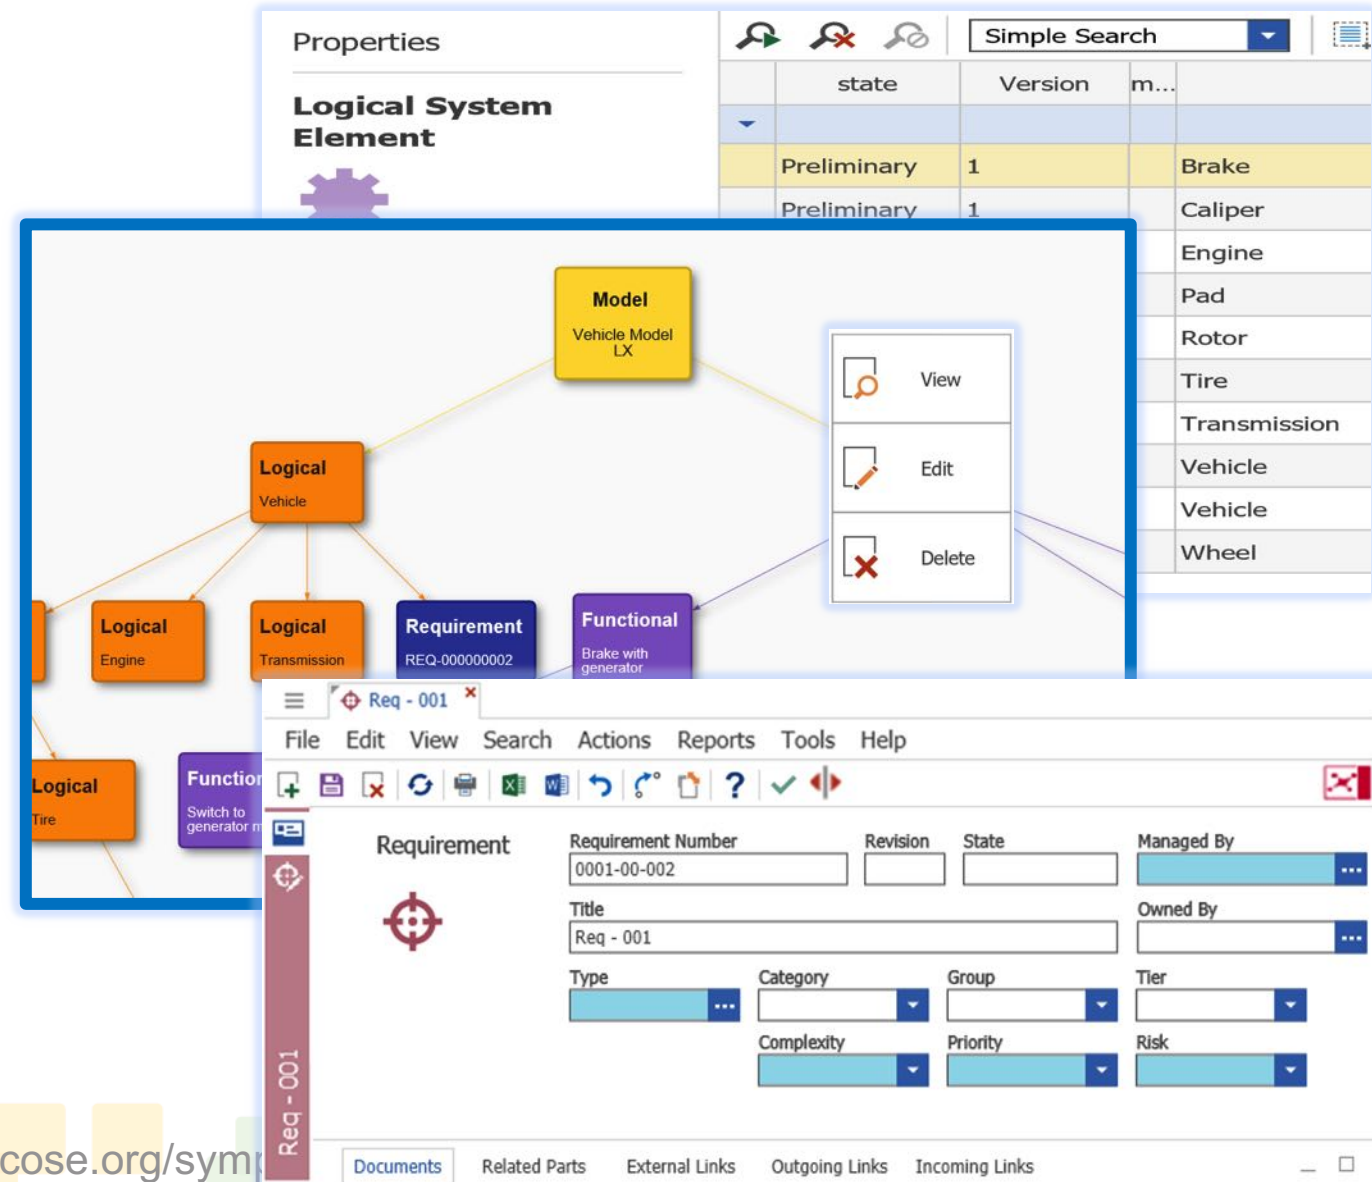 Properties
Logical System
Element
Simple Search
state Version m...
Preliminary 1 Brake
Preliminary 1 Caliper
Engine
Pad
Rotor
Tire
Transmission
Vehicle
Vehicle
Wheel
Model
Vehicle Model
LX
View
Edit
Delete
Logical
Vehicle
Logical
Engine
Logical
Transmission
Requirement
REQ-000000002
Functional
Brake with
generator
Logical
Tire
Function
Switch to
generator m
Req - 001
File Edit View Search Actions Reports Tools Help
Requirement
Requirement Number Revision State Managed By
0001-00-002
Title Owned By
Req - 001
Type Category Group Tier
Complexity Priority Risk
Req - 001
Documents Related Parts External Links Outgoing Links Incoming Links
cose.org/symp